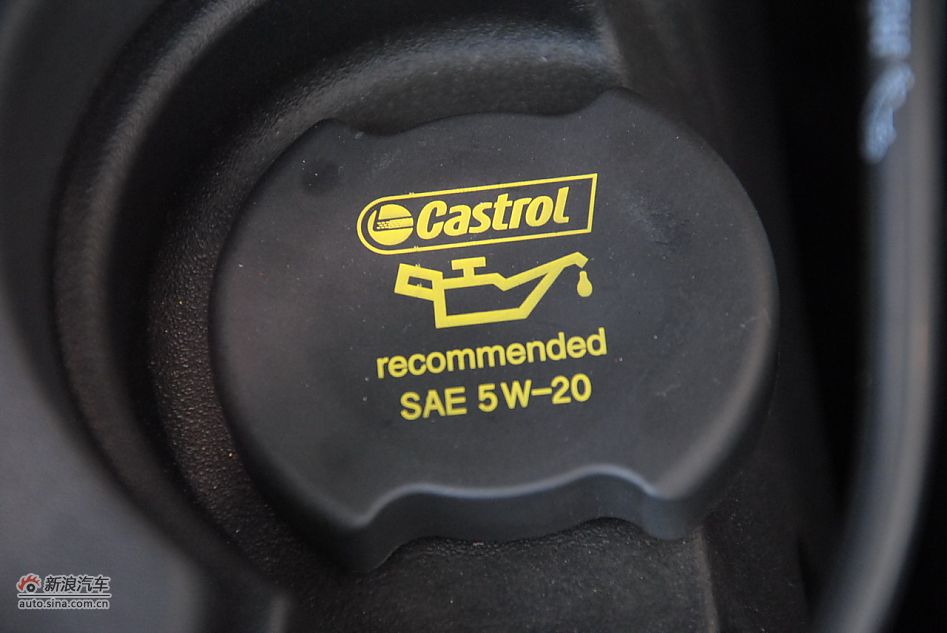 Castrol
recommended
SAE 5W-20
新浪汽车
auto.sina.com.cn